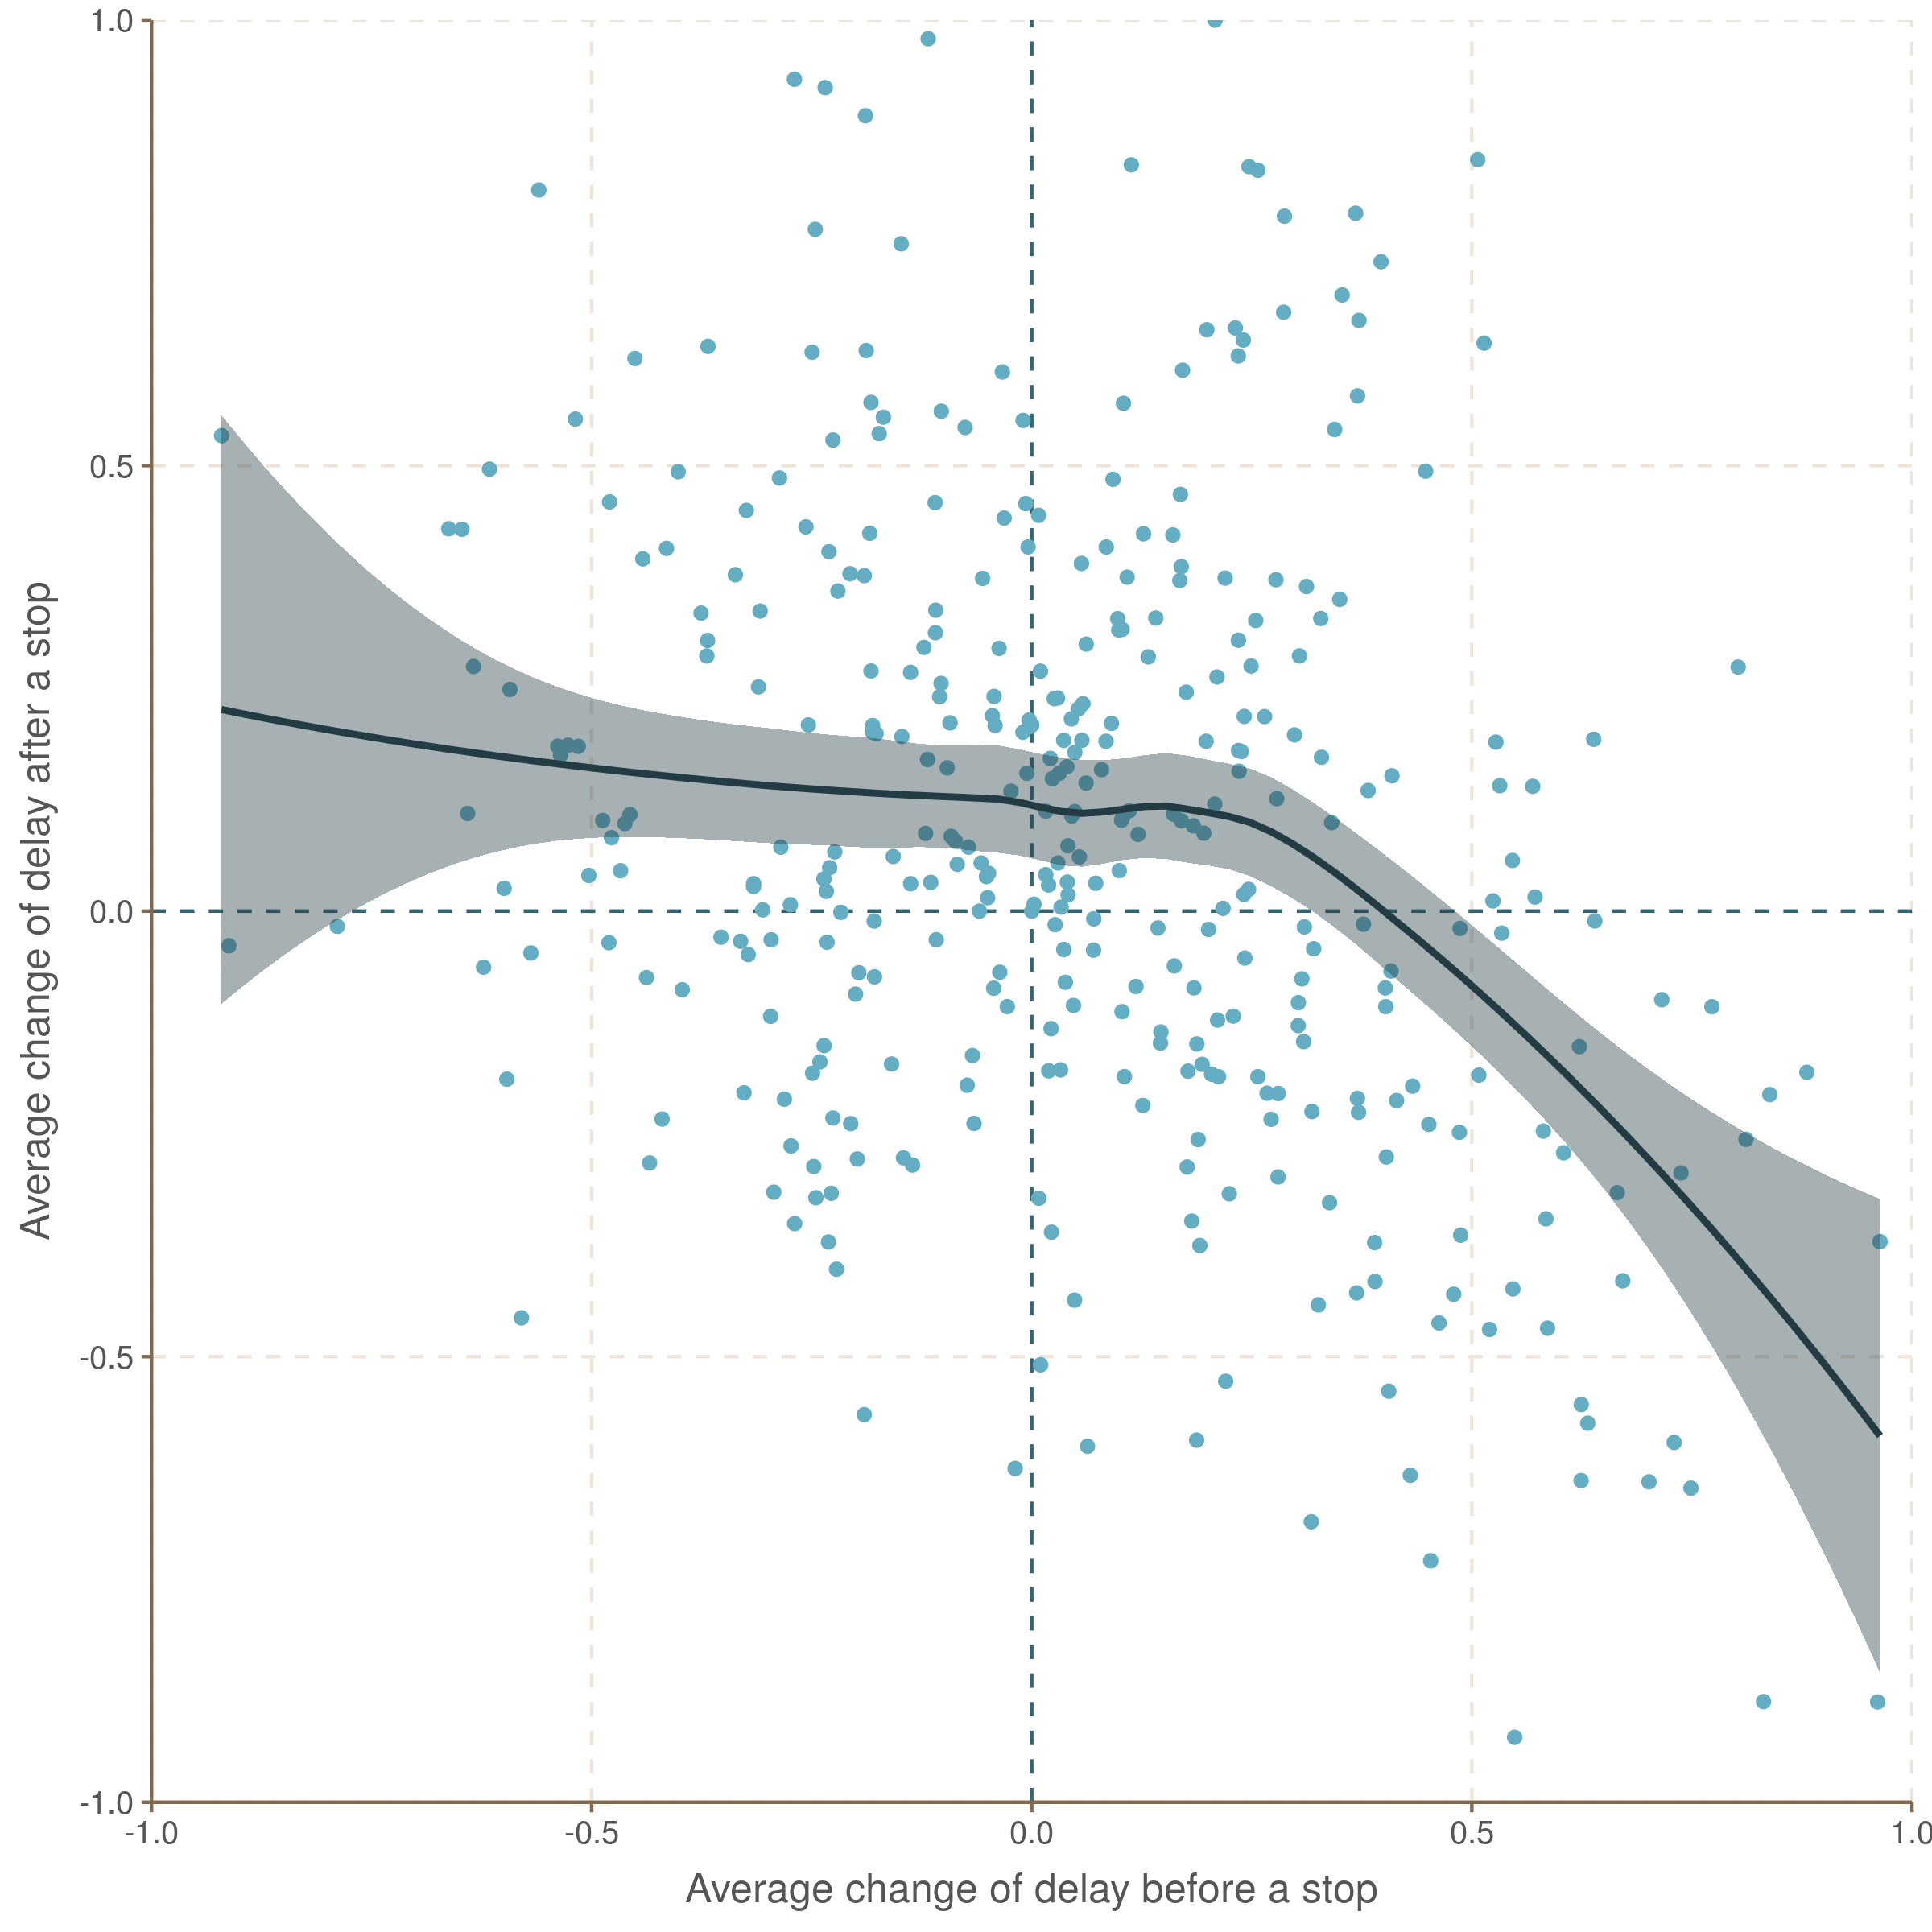 1.0
0.5
0.0
-0.5
-1.0
Average change of delay after a stop
-1.0 -0.5 0.0 0.5 1.0
Average change of delay before a stop